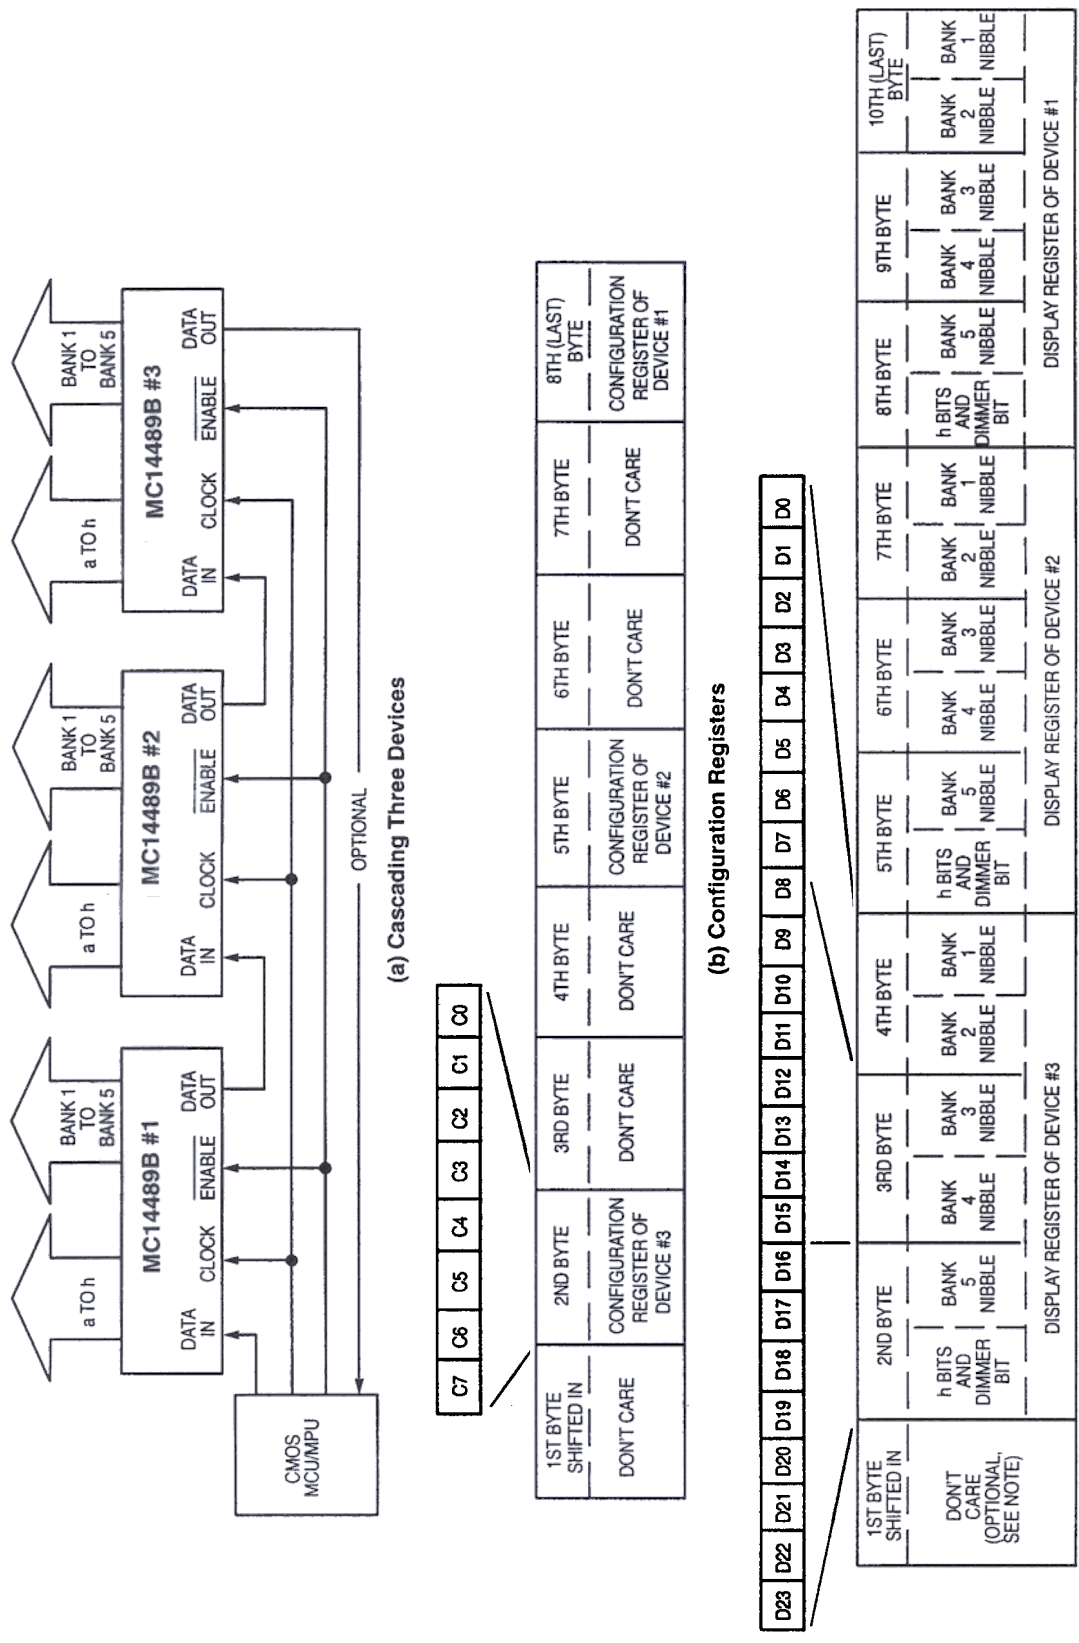 BANK 1
TO
BANK 5
a TO h
BANK 1
TO
BANK 5
a TO h
BANK 1
TO
BANK 5
a TO h
MC14489B #1
DATA
IN
CLOCK
ENABLE
DATA
OUT
MC14489B #2
DATA
IN
CLOCK
ENABLE
DATA
OUT
MC14489B #3
DATA
IN
CLOCK
ENABLE
DATA
OUT
CMOS
MCU/MPU
OPTIONAL
(a) Cascading Three Devices
C7 C6 C5 C4 C3 C2 C1 C0
1ST BYTE
SHIFTED IN
DON'T CARE
2ND BYTE
CONFIGURATION
REGISTER OF
DEVICE #3
3RD BYTE
DON'T CARE
4TH BYTE
DON'T CARE
5TH BYTE
CONFIGURATION
REGISTER OF
DEVICE #2
6TH BYTE
DON'T CARE
7TH BYTE
DON'T CARE
8TH (LAST)
BYTE
CONFIGURATION
REGISTER OF
DEVICE #1
(b) Configuration Registers
D23 D22 D21 D20 D19 D18 D17 D16 D15 D14 D13 D12 D11 D10 D9 D8 D7 D6 D5 D4 D3 D2 D1 D0
1ST BYTE
SHIFTED IN
DON'T
CARE
(OPTIONAL,
SEE NOTE)
2ND BYTE
h BITS
AND
DIMMER
BIT
BANK
5
NIBBLE
3RD BYTE
BANK
4
NIBBLE
BANK
3
NIBBLE
4TH BYTE
BANK
2
NIBBLE
BANK
1
NIBBLE
DISPLAY REGISTER OF DEVICE #3
5TH BYTE
h BITS
AND
DIMMER
BIT
BANK
5
NIBBLE
6TH BYTE
BANK
4
NIBBLE
BANK
3
NIBBLE
7TH BYTE
BANK
2
NIBBLE
BANK
1
NIBBLE
DISPLAY REGISTER OF DEVICE #2
8TH BYTE
h BITS
AND
DIMMER
BIT
BANK
5
NIBBLE
9TH BYTE
BANK
4
NIBBLE
BANK
3
NIBBLE
10TH (LAST)
BYTE
BANK
2
NIBBLE
BANK
1
NIBBLE
DISPLAY REGISTER OF DEVICE #1